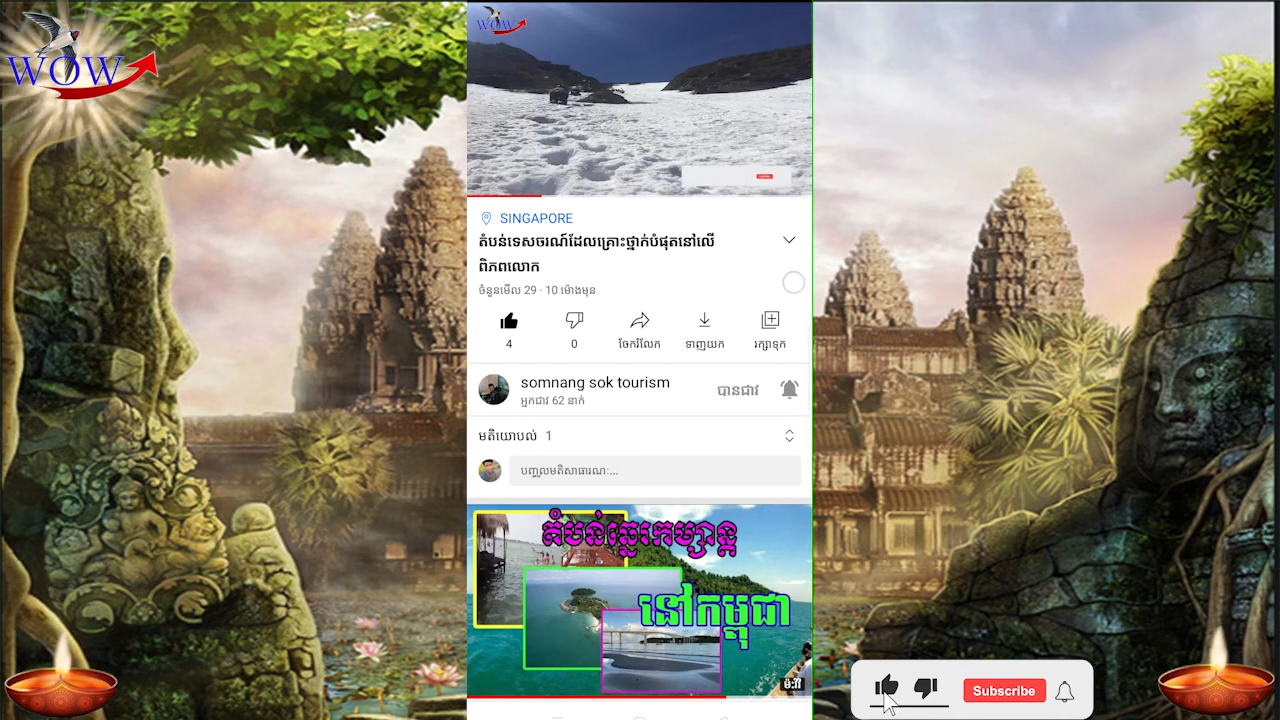 WOW
WOW
SINGAPORE
តំបន់ទេសចរណ៍ដែលគ្រោះថ្នាក់បំផុតនៅលើ
ពិភពលោក
ចំនួនមើល 29 · 10 ម៉ោងមុន
4
0
ចែករំលែក
ទាញយក
រក្សាទុក
somnang sok tourism
អ្នកជាវ 62 នាក់
បានជាវ
មតិយោបល់ 1
បញ្ចូលមតិសាធារណៈ...
តំបន់ឆ្នេរកម្សាន្ត
នៅកម្ពុជា
Subscribe